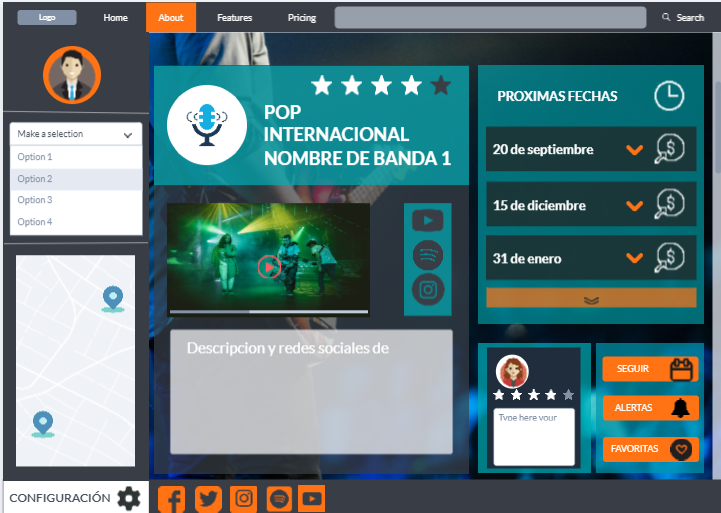 Logo
Home
About
Features
Pricing
Search
Make a selection
Option 1
Option 2
Option 3
Option 4
CONFIGURACIÓN
POP
INTERNACIONAL
NOMBRE DE BANDA 1
Descripcion y redes sociales de
PROXIMAS FECHAS
20 de septiembre
15 de diciembre
31 de enero
Type here your
SEGUIR
ALERTAS
FAVORITAS